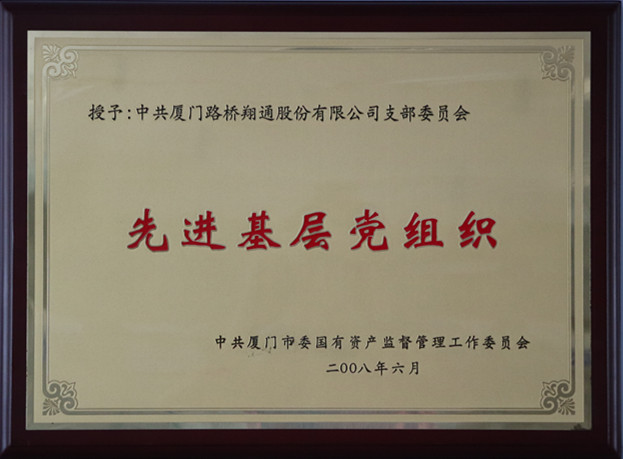 授予:中共厦门路桥翔通股份有限公司支部委员会
先进基层党组织
中共厦门市委国有资产监督管理工作委员会
二00八年六月